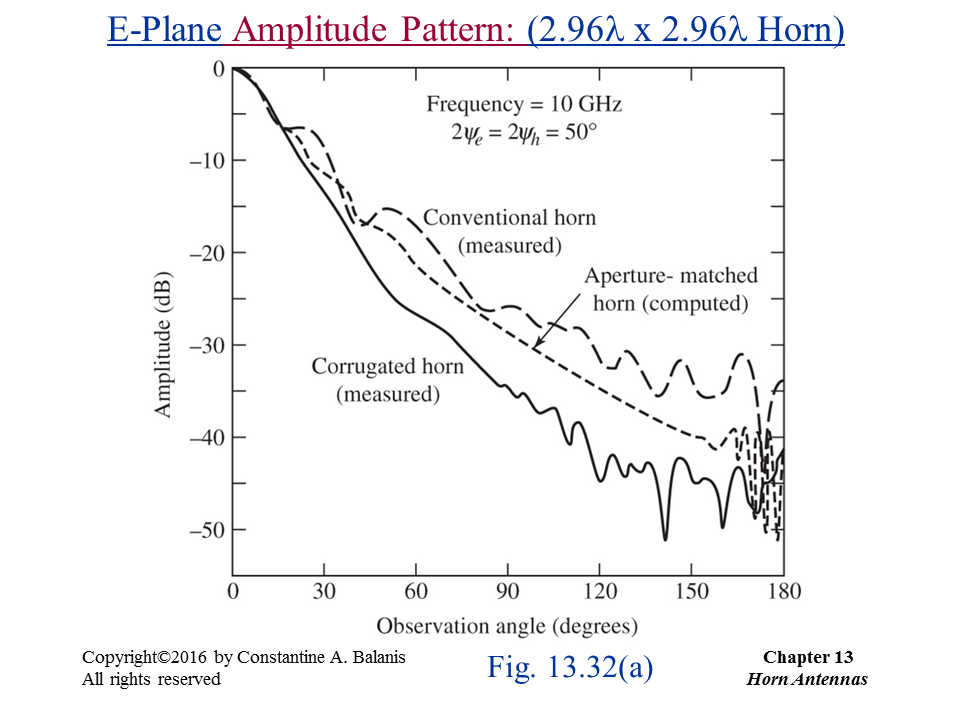 E-Plane Amplitude Pattern: (2.96λ x 2.96λ Horn)
0
Frequency = 10 GHz
2ψe = 2ψh = 50°
−10
Conventional horn
(measured)
−20
Aperture- matched
horn (computed)
Amplitude (dB)
−30
Corrugated horn
(measured)
−40
−50
0 30 60 90 120 150 180
Observation angle (degrees)
Copyright©2016 by Constantine A. Balanis
All rights reserved
Fig. 13.32(a)
Chapter 13
Horn Antennas